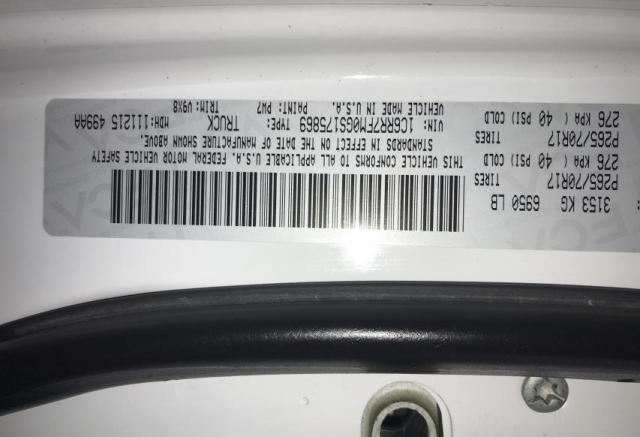 3153 KG 6950 LB
P265/70R17 TIRES
276 KPA ( 40 PSI) COLD
P265/70R17 TIRES
276 KPA ( 40 PSI) COLD
THIS VEHICLE CONFORMS TO ALL APPLICABLE U.S.A. FEDERAL MOTOR VEHICLE SAFETY
STANDARDS IN EFFECT ON THE DATE OF MANUFACTURE SHOWN ABOVE.
VIN: 1C6RR7FM0GS175869 TYPE: TRUCK MDH:111215 499AA
VEHICLE MADE IN U.S.A. PAINT: PW7 TRIM: V9X8